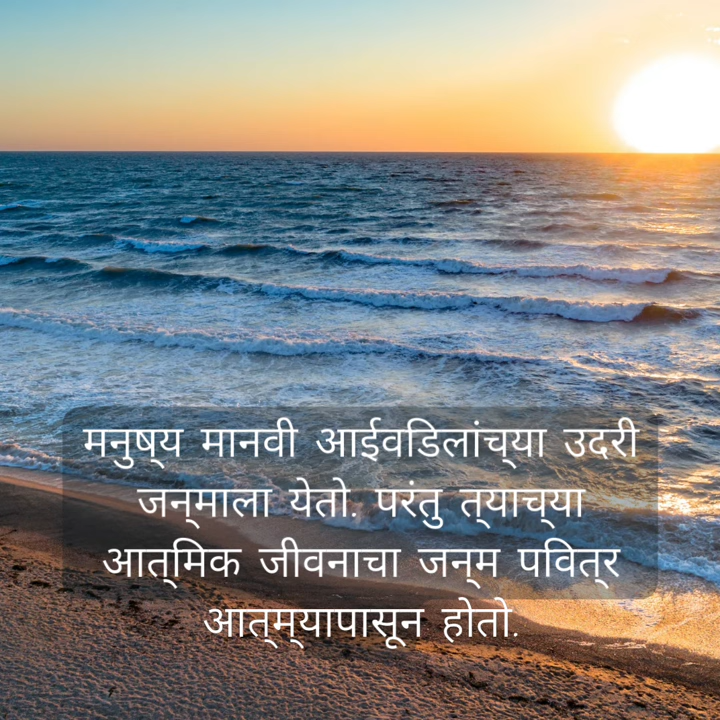 मनुष्य मानवी आईवडिलांच्या उदरी
जन्माला येतो. परंतु त्याच्या
आत्मिक जीवनाचा जन्म पवित्र
आत्म्यापासून होतो.